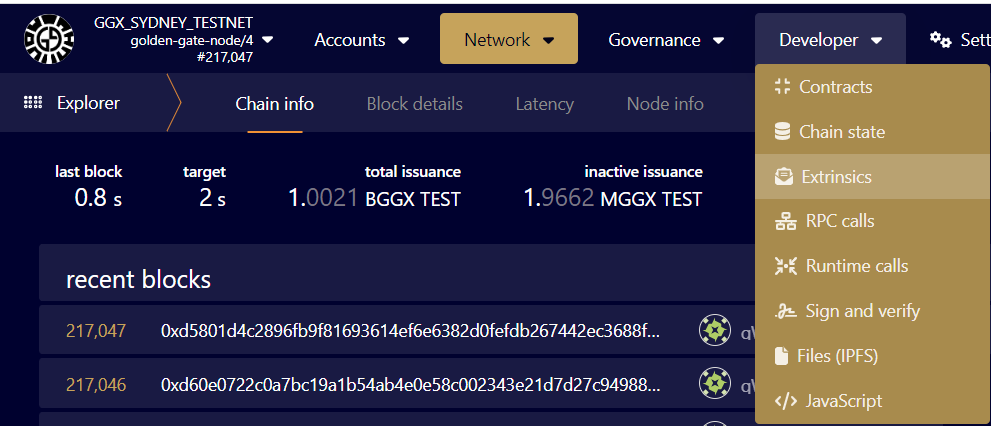 GGX_SYDNEY_TESTNET
golden-gate-node/4
#217,047
Accounts
Network
Governance
Developer
Explorer
Chain info
Block details
Latency
Node info
last block
0.8 s
target
2 s
total issuance
1.0021 BGGX TEST
inactive issuance
1.9662 MGGX TEST
recent blocks
217,047 0xd5801d4c2896fb9f81693614ef6e6382d0fefdb267442ec3688f...
217,046 0xd60e0722c0a7bc19a1b54ab4e0e58c002343e21d7d27c94988...
Contracts
Chain state
Extrinsics
RPC calls
Runtime calls
Sign and verify
Files (IPFS)
JavaScript